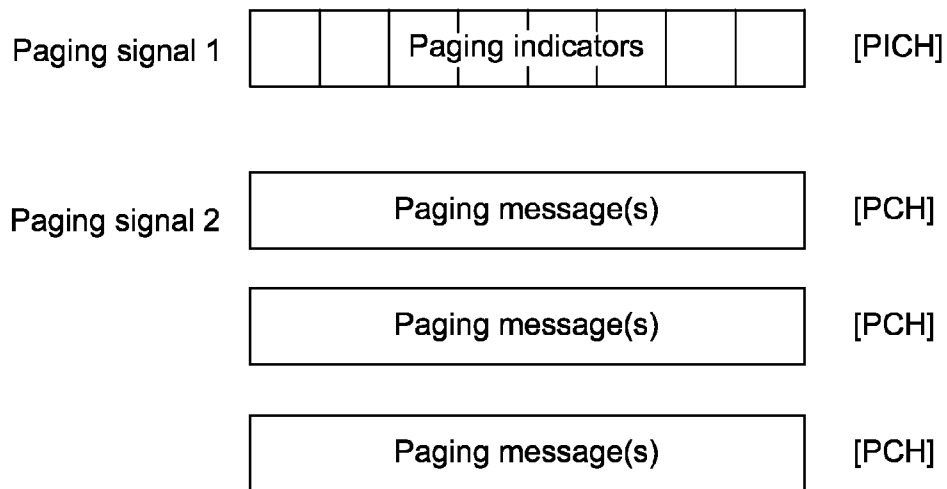 Paging signal 1 Paging indicators [PICH]
Paging signal 2 Paging message(s) [PCH]
Paging message(s) [PCH]
Paging message(s) [PCH]